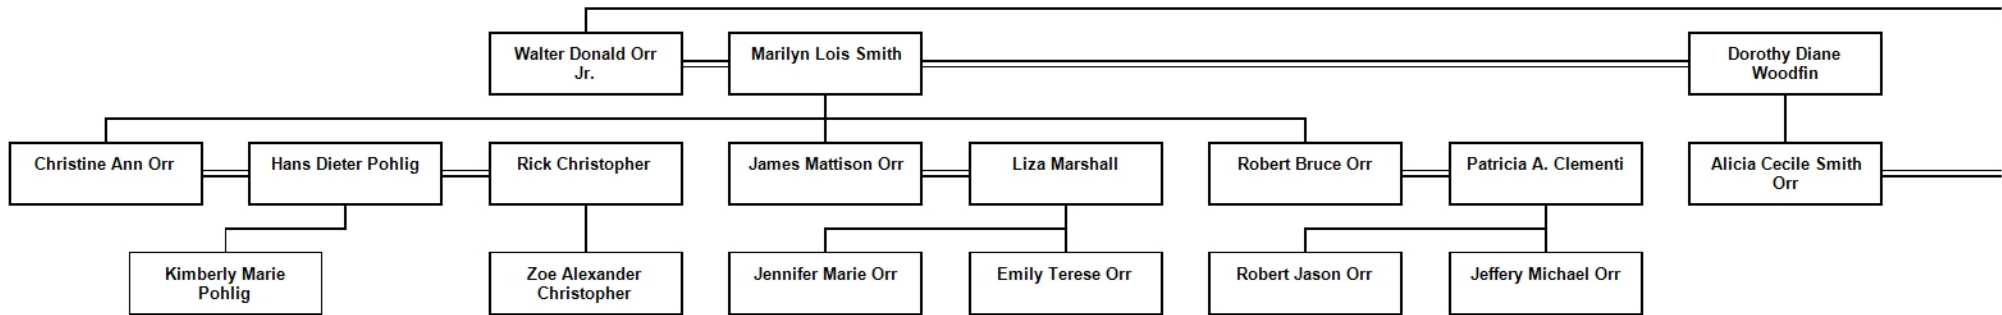 Walter Donald Orr
Jr.
Marilyn Lois Smith
Dorothy Diane
Woodfin
Christine Ann Orr
Hans Dieter Pohlig
Rick Christopher
James Mattison Orr
Liza Marshall
Robert Bruce Orr
Patricia A. Clementi
Alicia Cecile Smith
Orr
Kimberly Marie
Pohlig
Zoe Alexander
Christopher
Jennifer Marie Orr
Emily Terese Orr
Robert Jason Orr
Jeffery Michael Orr